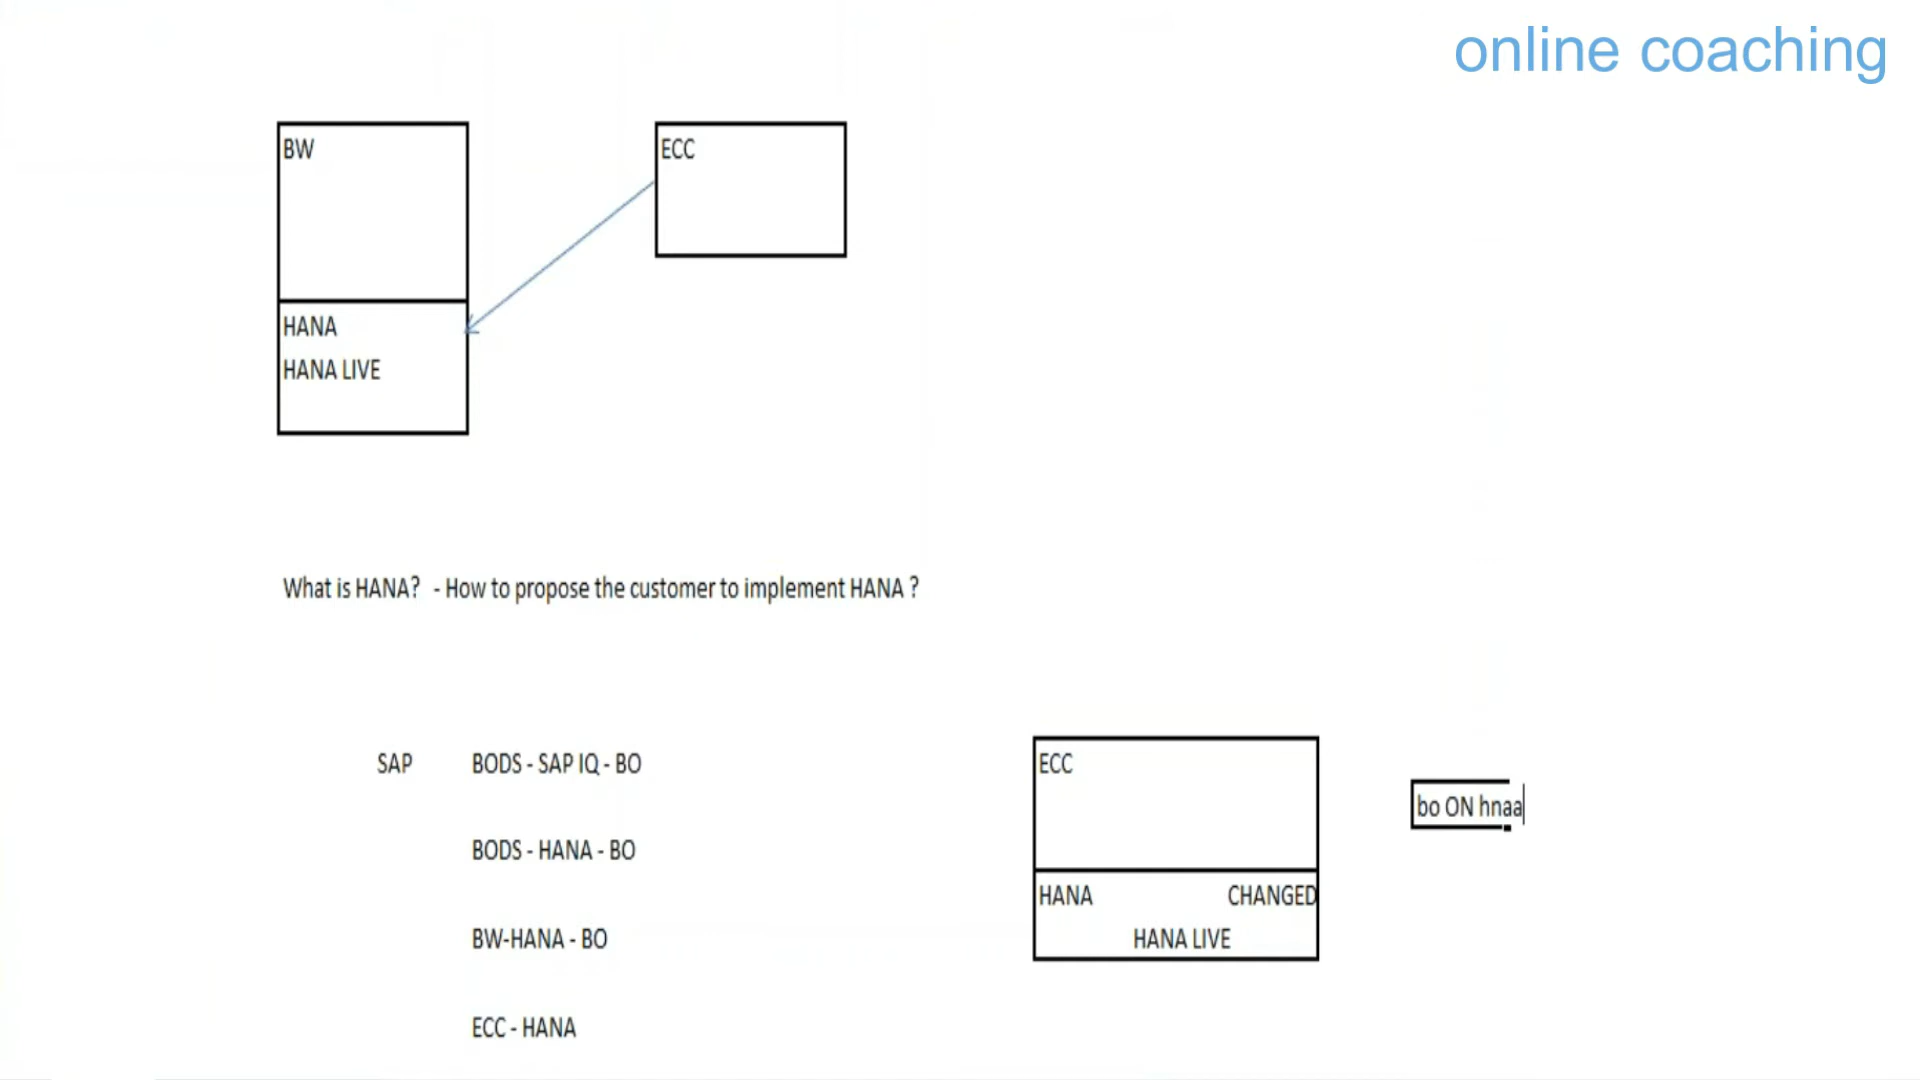 online coaching
BW
ECC
HANA
HANA LIVE
What is HANA?  - How to propose the customer to implement HANA ?
SAP BODS - SAP IQ - BO
ECC
bo ON hnaa
BODS - HANA - BO
HANA CHANGED
BW-HANA - BO
HANA LIVE
ECC - HANA